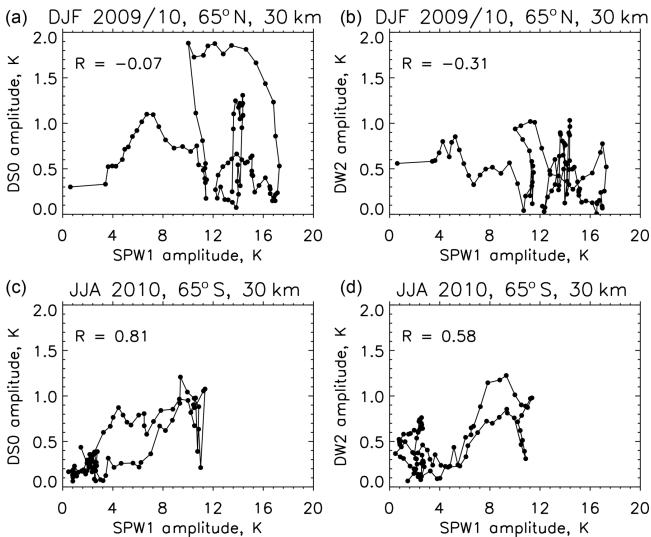 (a) DJF 2009/10, 65° N, 30 km
R = −0.07
DS0 amplitude, K
2.0
1.5
1.0
0.5
0.0
0 4 8 12 16 20
SPW1 amplitude, K
(b) DJF 2009/10, 65° N, 30 km
R = −0.31
DW2 amplitude, K
2.0
1.5
1.0
0.5
0.0
0 4 8 12 16 20
SPW1 amplitude, K
(c) JJA 2010, 65° S, 30 km
R = 0.81
DS0 amplitude, K
2.0
1.5
1.0
0.5
0.0
0 4 8 12 16 20
SPW1 amplitude, K
(d) JJA 2010, 65° S, 30 km
R = 0.58
DW2 amplitude, K
2.0
1.5
1.0
0.5
0.0
0 4 8 12 16 20
SPW1 amplitude, K